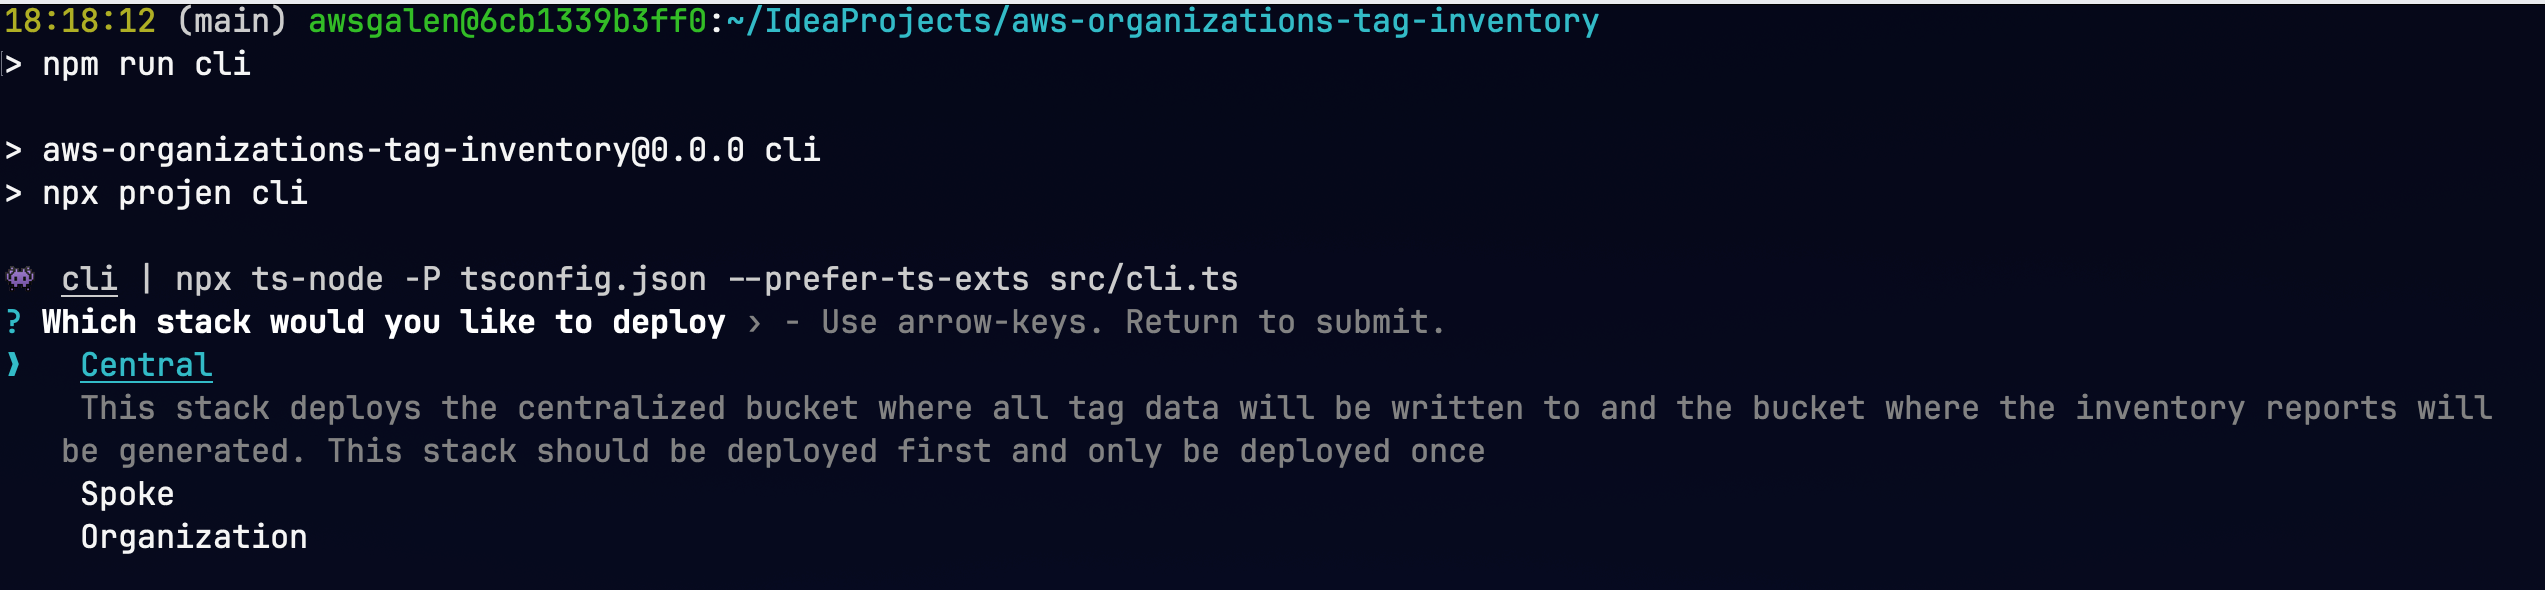 18:18:12 (main) awsgalen@6cb1339b3ff0:~/IdeaProjects/aws-organizations-tag-inventory
> npm run cli
> aws-organizations-tag-inventory@0.0.0 cli
> npx projen cli
👾 cli | npx ts-node -P tsconfig.json --prefer-ts-exts src/cli.ts
? Which stack would you like to deploy › - Use arrow-keys. Return to submit.
❯ Central
This stack deploys the centralized bucket where all tag data will be written to and the bucket where the inventory reports will
be generated. This stack should be deployed first and only be deployed once
Spoke
Organization